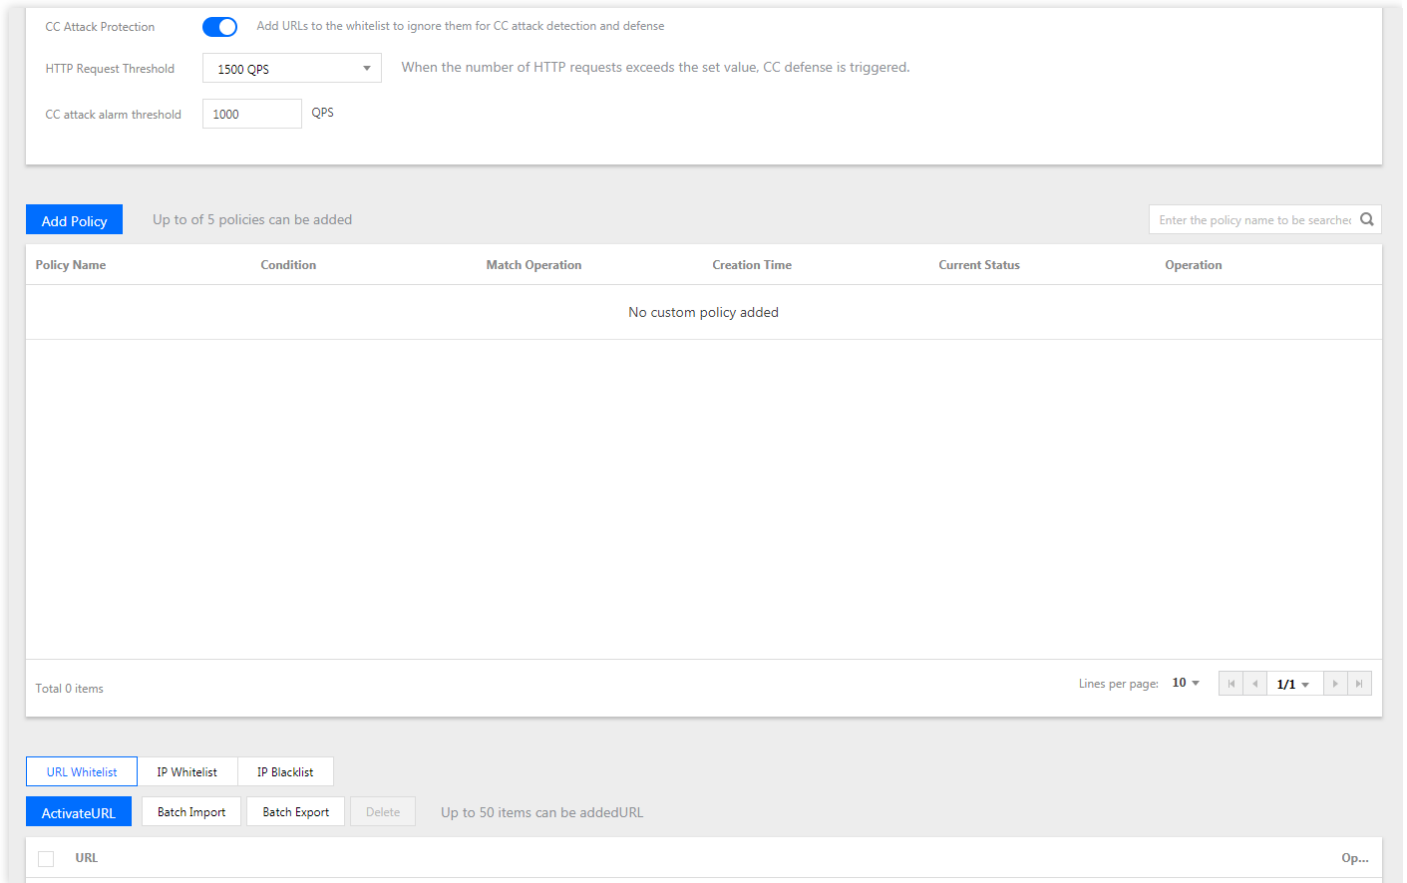 CC Attack Protection Add URLs to the whitelist to ignore them for CC attack detection and defense
HTTP Request Threshold 1500 QPS When the number of HTTP requests exceeds the set value, CC defense is triggered.
CC attack alarm threshold 1000 QPS
Add Policy Up to of 5 policies can be added Enter the policy name to be searched
Policy Name Condition Match Operation Creation Time Current Status Operation
No custom policy added
Total 0 items Lines per page: 10 1/1
URL Whitelist IP Whitelist IP Blacklist
ActivateURL Batch Import Batch Export Delete Up to 50 items can be addedURL
URL Op...